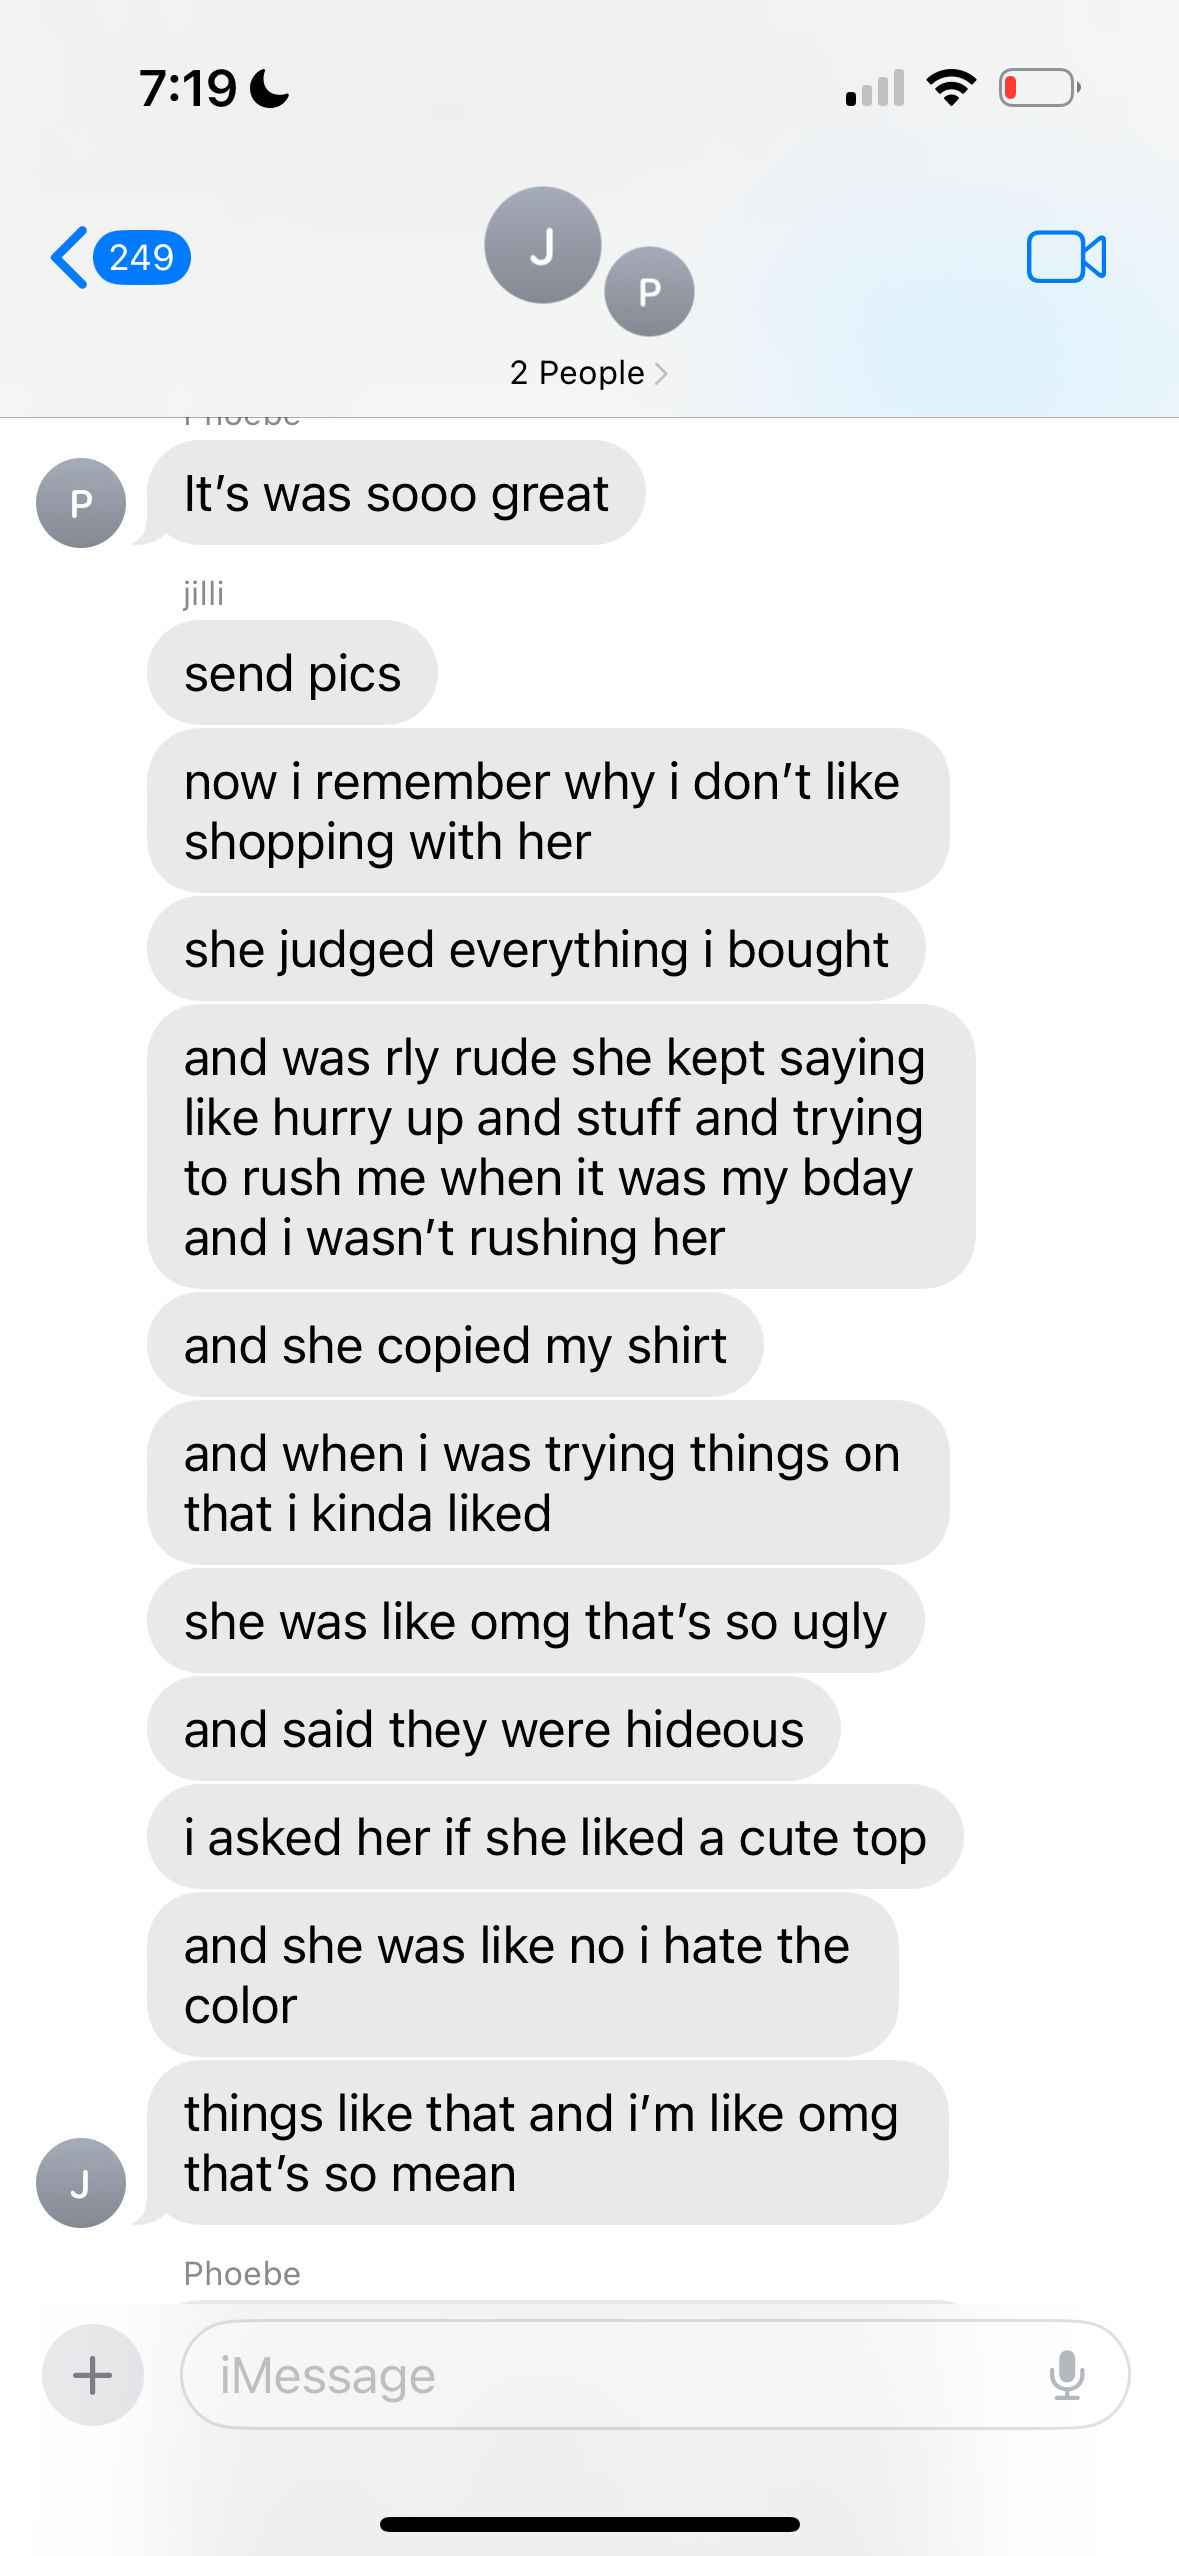 7:19
249
J
P
2 People
Phoebe
It’s was sooo great
P
jilli
send pics
now i remember why i don’t like
shopping with her
she judged everything i bought
and was rly rude she kept saying
like hurry up and stuff and trying
to rush me when it was my bday
and i wasn’t rushing her
and she copied my shirt
and when i was trying things on
that i kinda liked
she was like omg that’s so ugly
and said they were hideous
i asked her if she liked a cute top
and she was like no i hate the
color
things like that and i’m like omg
that’s so mean
J
Phoebe
iMessage